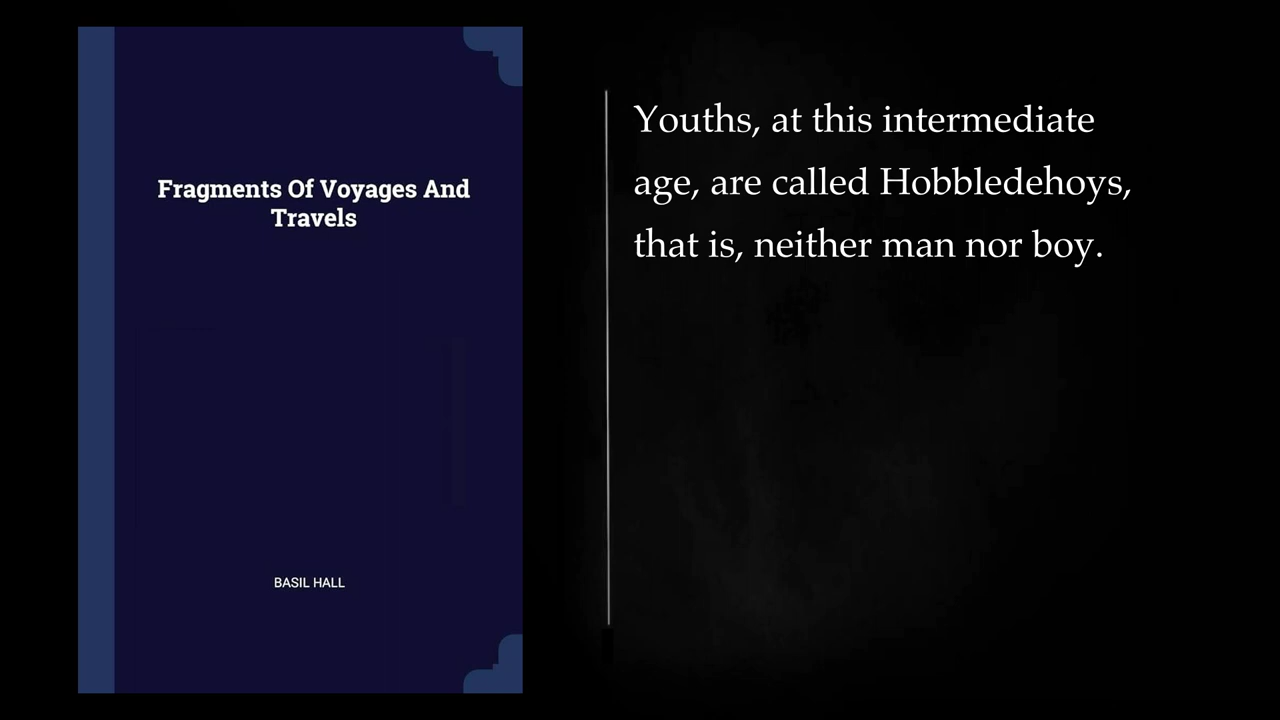 Fragments Of Voyages And
Travels
BASIL HALL
Youths, at this intermediate
age, are called Hobbledehoys,
that is, neither man nor boy.